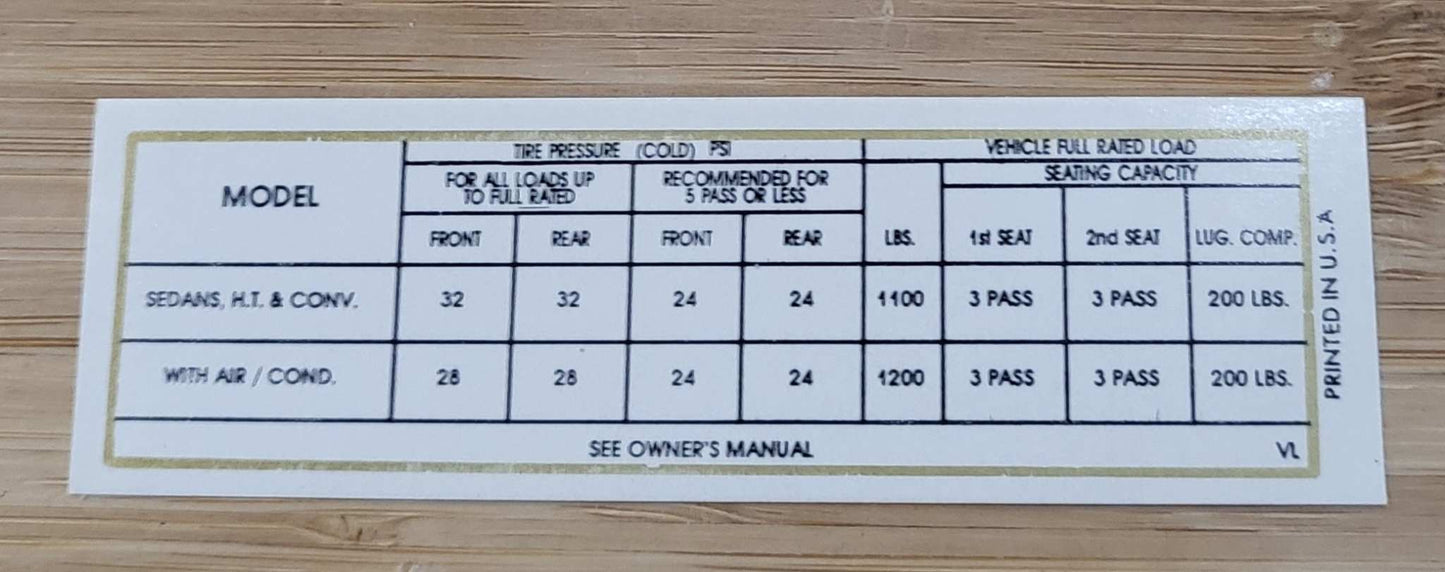 TIRE PRESSURE (COLD) PSI VEHICLE FULL RATED LOAD
MODEL FOR ALL LOADS UP TO FULL RATED RECOMMENDED FOR 5 PASS OR LESS SEATING CAPACITY
FRONT REAR FRONT REAR LBS. 1st SEAT 2nd SEAT LUG. COMP.
SEDANS, H.T. & CONV. 32 32 24 24 1100 3 PASS 3 PASS 200 LBS.
WITH AIR / COND. 28 28 24 24 1200 3 PASS 3 PASS 200 LBS.
SEE OWNER'S MANUAL VL
PRINTED IN U.S.A